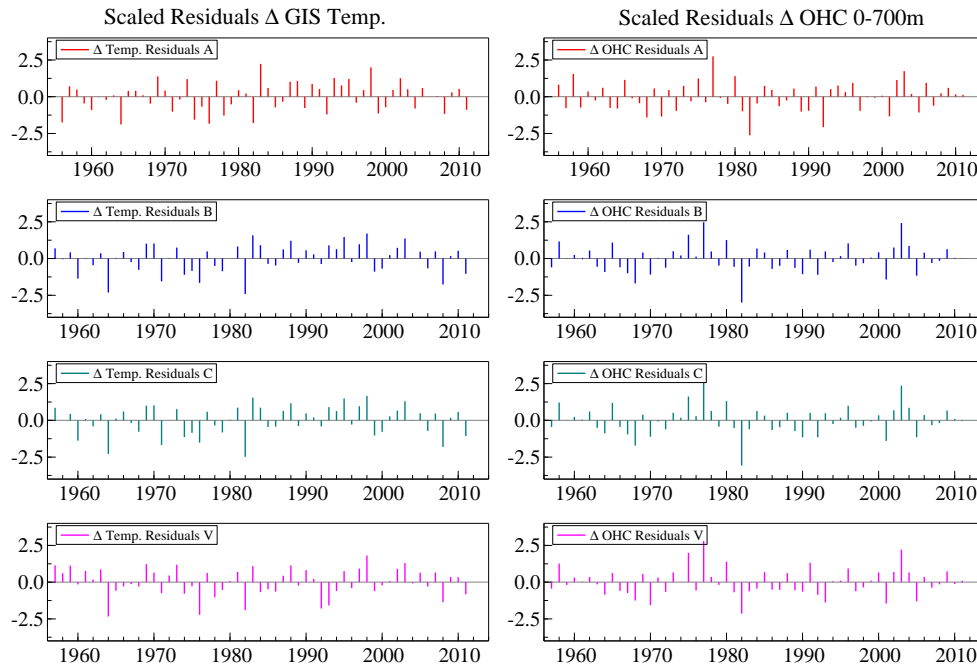 Scaled Residuals Δ GIS Temp.
Δ Temp. Residuals A
2.5
0.0
-2.5
1960 1970 1980 1990 2000 2010
Δ Temp. Residuals B
2.5
0.0
-2.5
1960 1970 1980 1990 2000 2010
Δ Temp. Residuals C
2.5
0.0
-2.5
1960 1970 1980 1990 2000 2010
Δ Temp. Residuals V
2.5
0.0
-2.5
1960 1970 1980 1990 2000 2010
Scaled Residuals Δ OHC 0-700m
Δ OHC Residuals A
2.5
0.0
-2.5
1960 1970 1980 1990 2000 2010
Δ OHC Residuals B
2.5
0.0
-2.5
1960 1970 1980 1990 2000 2010
Δ OHC Residuals C
2.5
0.0
-2.5
1960 1970 1980 1990 2000 2010
Δ OHC Residuals V
2.5
0.0
-2.5
1960 1970 1980 1990 2000 2010